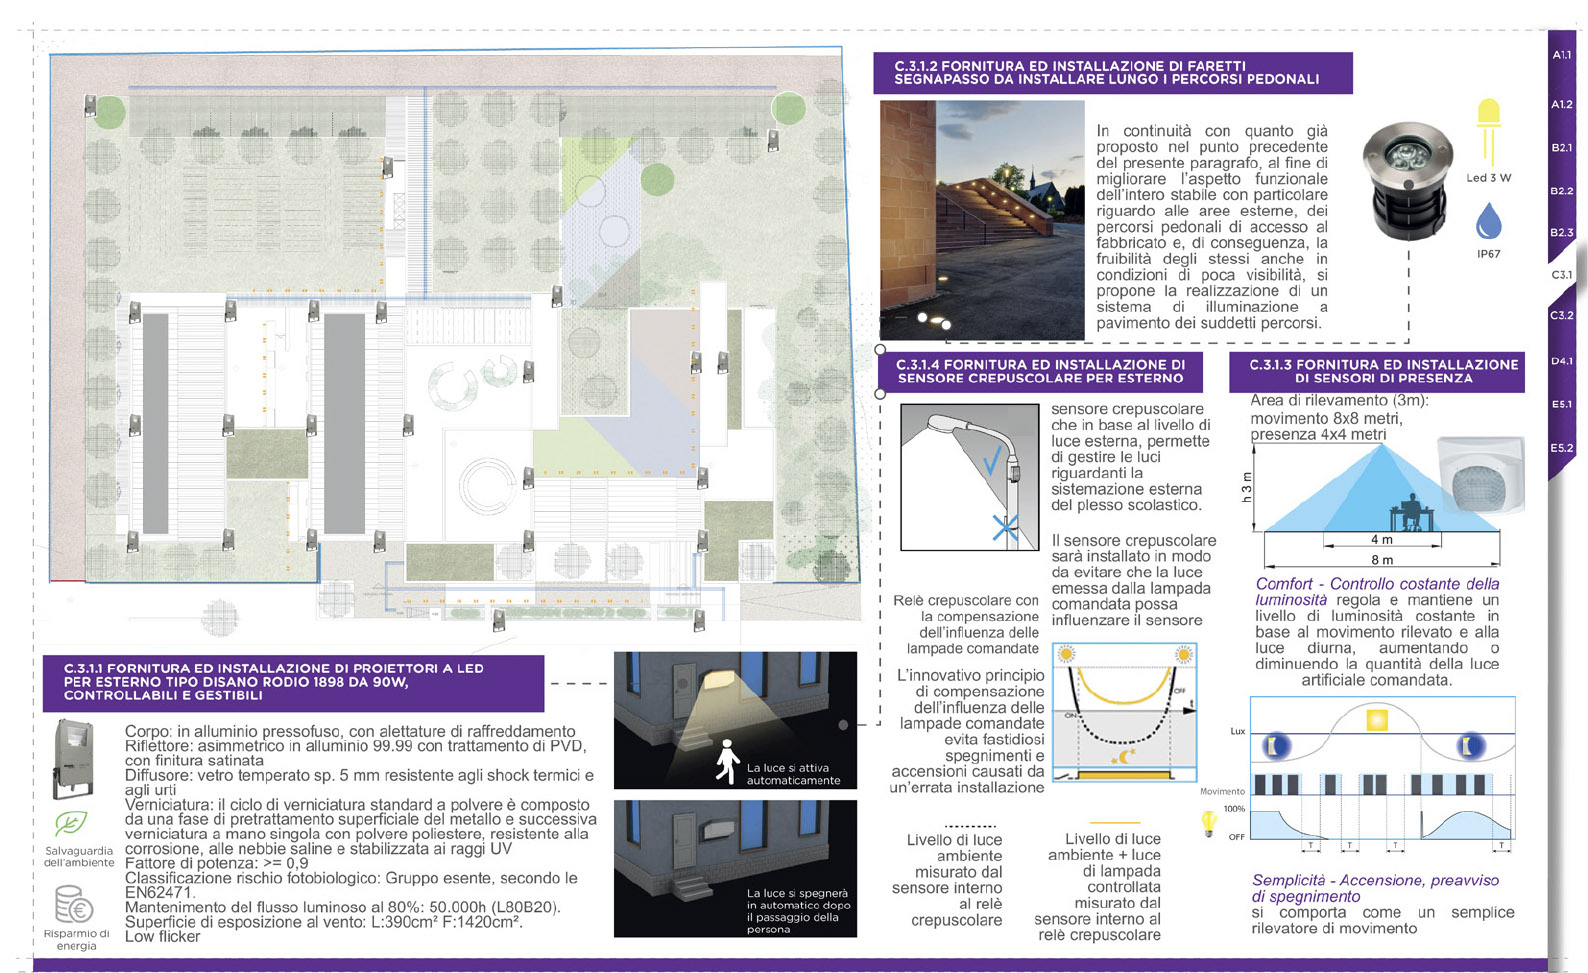 C.3.1.2 FORNITURA ED INSTALLAZIONE DI FARETTI
SEGNAPASSO DA INSTALLARE LUNGO I PERCORSI PEDONALI
In continuità con quanto già
proposto nel punto precedente
del presente paragrafo, al fine di
migliorare l'aspetto funzionale
dell'intero stabile con particolare
riguardo alle aree esterne, dei
percorsi pedonali di accesso al
fabbricato e, di conseguenza, la
fruibilità degli stessi anche in
condizioni di poca visibilità, si
propone la realizzazione di un
sistema di illuminazione a
pavimento dei suddetti percorsi.
Led 3 W
IP67
A1.1
A1.2
B2.1
B2.2
B2.3
C3.1
C3.2
D4.1
E5.1
E5.2
C.3.1.4 FORNITURA ED INSTALLAZIONE DI
SENSORE CREPUSCOLARE PER ESTERNO
sensore crepuscolare
che in base al livello di
luce esterna, permette
di gestire le luci
riguardanti la
sistemazione esterna
del plesso scolastico.
Il sensore crepuscolare
sarà installato in modo
da evitare che la luce
emessa dalla lampada
comandata possa
influenzare il sensore
Relè crepuscolare con
la compensazione
dell'influenza delle
lampade comandate
L'innovativo principio
di compensazione
dell'influenza delle
lampade comandate
evita fastidiosi
spegnimenti e
accensioni causati da
un'errata installazione
ON
OFF
t
Livello di luce
ambiente
misurato dal
sensore interno
al relè
crepuscolare
Livello di luce
ambiente + luce
di lampada
controllata
misurato dal
sensore interno al
relè crepuscolare
C.3.1.3 FORNITURA ED INSTALLAZIONE
DI SENSORI DI PRESENZA
Area di rilevamento (3m):
movimento 8x8 metri,
presenza 4x4 metri
h 3 m
4 m
8 m
Comfort - Controllo costante della
luminosità regola e mantiene un
livello di luminosità costante in
base al movimento rilevato e alla
luce diurna, aumentando o
diminuendo la quantità della luce
artificiale comandata.
Lux
Movimento
100%
OFF
T
T
T
T
Semplicità - Accensione, preavviso
di spegnimento
si comporta come un semplice
rilevatore di movimento
C.3.1.1 FORNITURA ED INSTALLAZIONE DI PROIETTORI A LED
PER ESTERNO TIPO DISANO RODIO 1898 DA 90W,
CONTROLLABILI E GESTIBILI
Corpo: in alluminio pressofuso, con alettature di raffreddamento
Riflettore: asimmetrico in alluminio 99.99 con trattamento di PVD,
con finitura satinata
Diffusore: vetro temperato sp. 5 mm resistente agli shock termici e
agli urti
Verniciatura: il ciclo di verniciatura standard a polvere è composto
da una fase di pretrattamento superficiale del metallo e successiva
verniciatura a mano singola con polvere poliestere, resistente alla
corrosione, alle nebbie saline e stabilizzata ai raggi UV
Fattore di potenza: >= 0,9
Classificazione rischio fotobiologico: Gruppo esente, secondo le
EN62471.
Mantenimento del flusso luminoso al 80%: 50.000h (L80B20).
Superficie di esposizione al vento: L:390cm² F:1420cm².
Low flicker
Salvaguardia
dell'ambiente
Risparmio di
energia
La luce si attiva
automaticamente
La luce si spegnerà
in automatico dopo
il passaggio della
persona